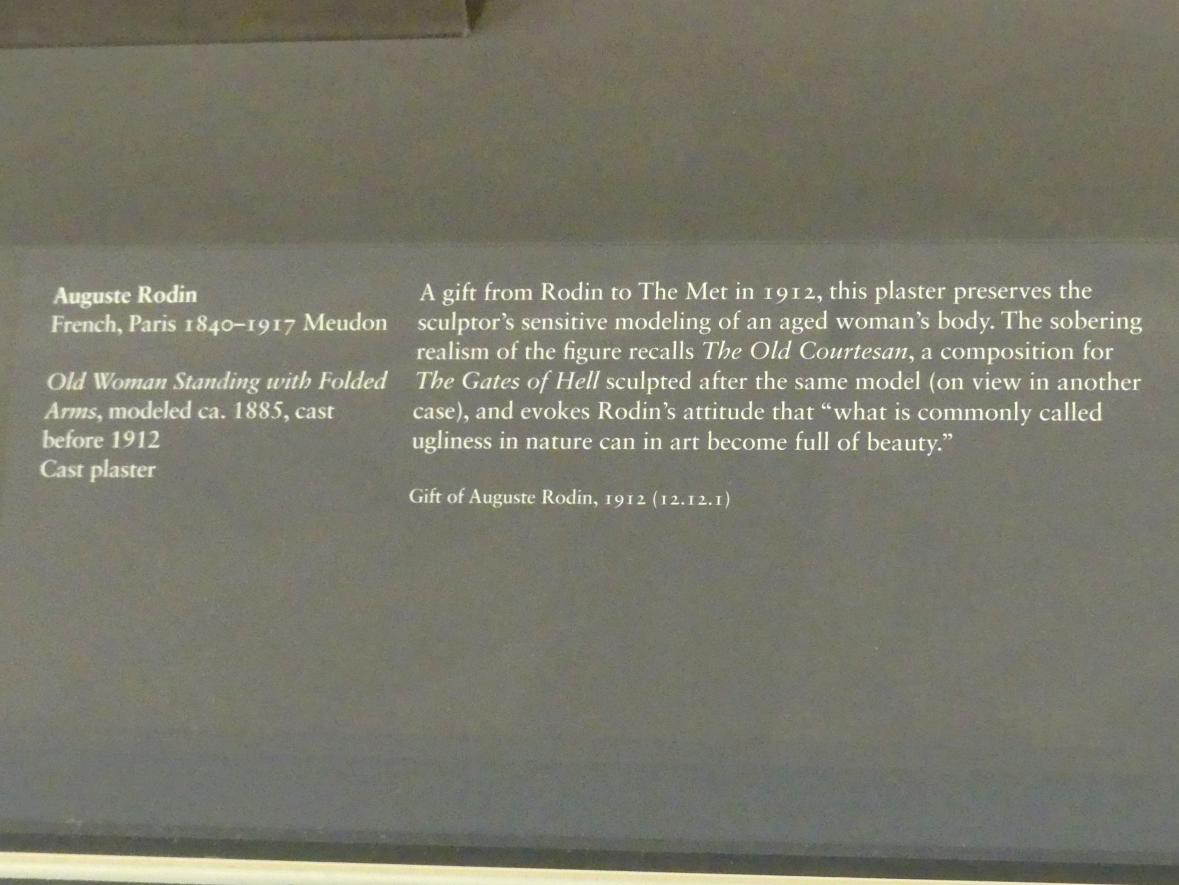 Auguste Rodin
French, Paris 1840–1917 Meudon
Old Woman Standing with Folded
Arms, modeled ca. 1885, cast
before 1912
Cast plaster
A gift from Rodin to The Met in 1912, this plaster preserves the
sculptor’s sensitive modeling of an aged woman’s body. The sobering
realism of the figure recalls The Old Courtesan, a composition for
The Gates of Hell sculpted after the same model (on view in another
case), and evokes Rodin’s attitude that “what is commonly called
ugliness in nature can in art become full of beauty.”
Gift of Auguste Rodin, 1912 (12.12.1)